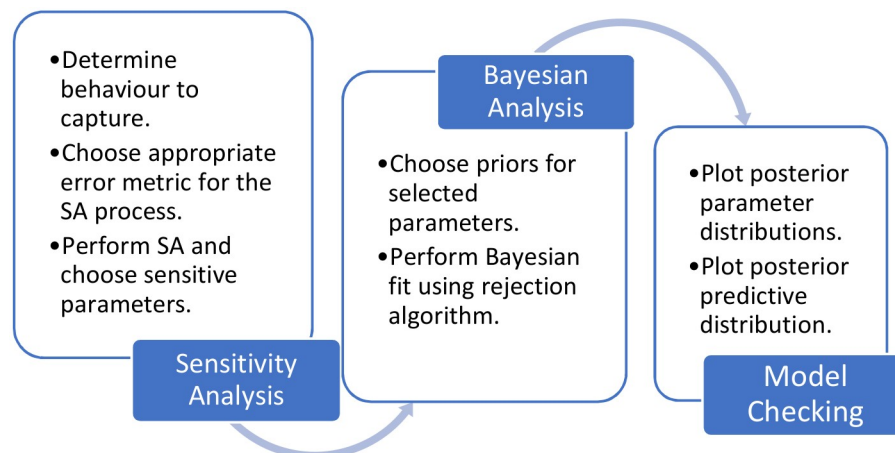 •Determine
behaviour to
capture.
•Choose appropriate
error metric for the
SA process.
•Perform SA and
choose sensitive
parameters.
Sensitivity
Analysis
Bayesian
Analysis
•Choose priors for
selected
parameters.
•Perform Bayesian
fit using rejection
algorithm.
•Plot posterior
parameter
distributions.
•Plot posterior
predictive
distribution.
Model
Checking